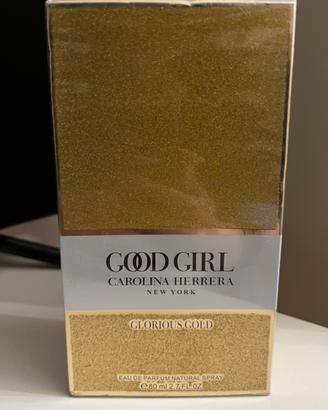 GOOD GIRL
CAROLINA HERRERA
NEW YORK
GLORIOUS GOLD
EAU DE PARFUM NATURAL SPRAY
℮80 ml 2.7 FL.OZ